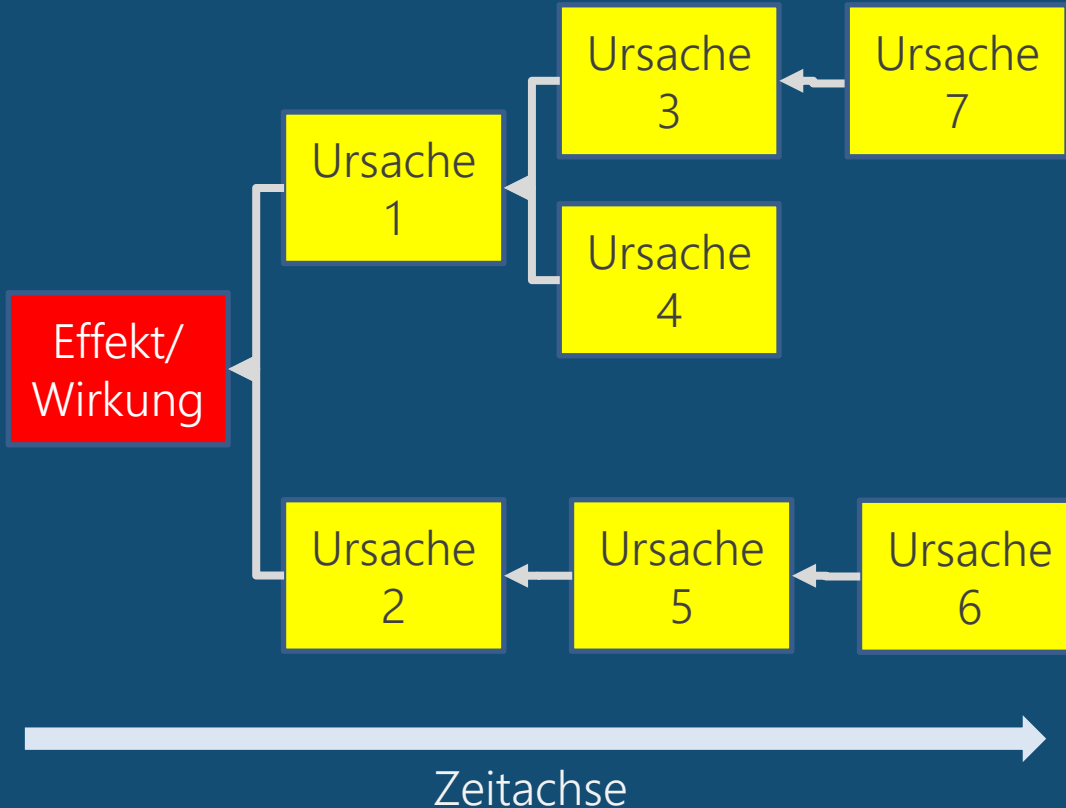 Ursache
3
Ursache
7
Ursache
1
Ursache
4
Effekt/
Wirkung
Ursache
2
Ursache
5
Ursache
6
Zeitachse